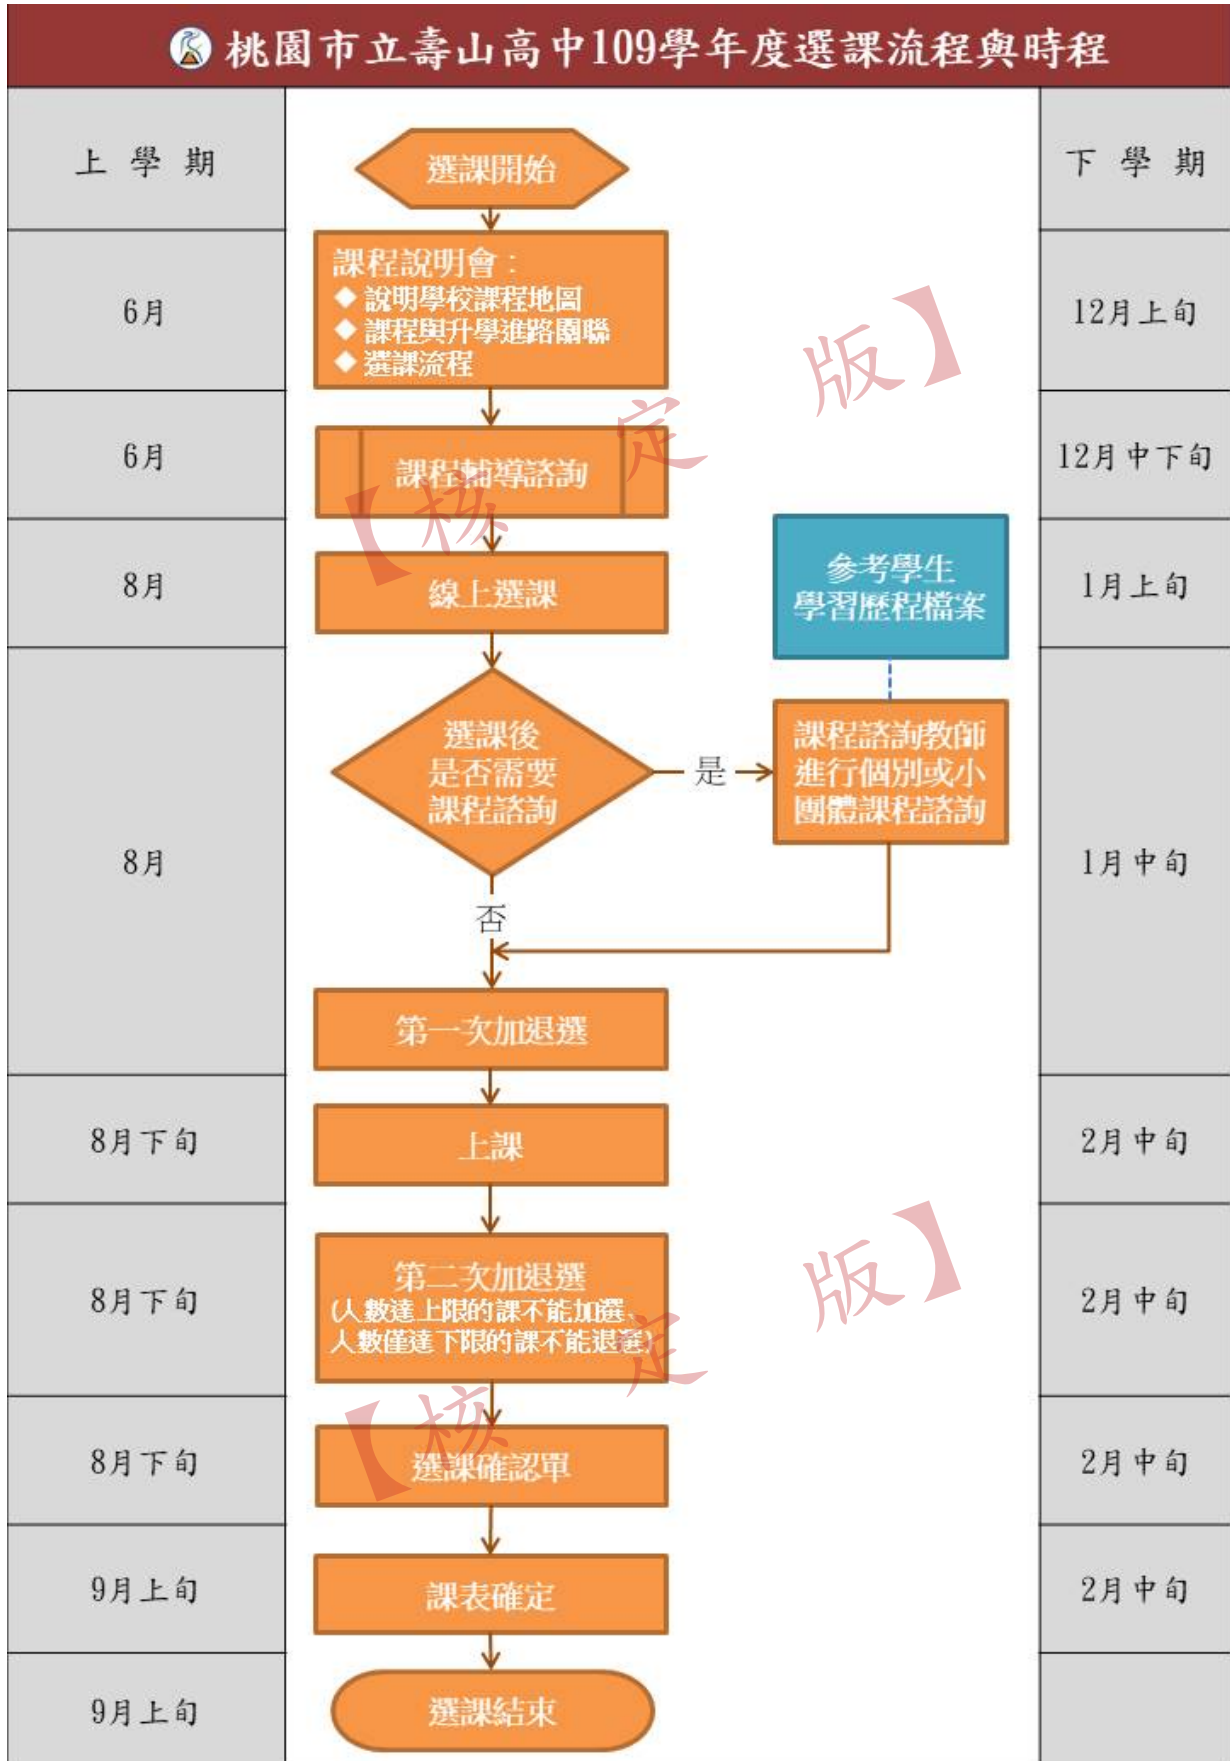 桃園市立壽山高中109學年度選課流程與時程
上 學 期
選課開始
下 學 期
6月
課程說明會：
◆ 說明學校課程地圖
◆ 課程與升學進路關聯
◆ 選課流程
12月上旬
6月
課程輔導諮詢
12月中下旬
8月
線上選課
參考學生
學習歷程檔案
1月上旬
8月
選課後
是否需要
課程諮詢
是
課程諮詢教師
進行個別或小
團體課程諮詢
1月中旬
否
第一次加退選
8月下旬
上課
2月中旬
8月下旬
第二次加退選
(人數達上限的課不能加選、
人數僅達下限的課不能退選)
2月中旬
8月下旬
選課確認單
2月中旬
9月上旬
課表確定
2月中旬
9月上旬
選課結束
【核定版】
【核定版】